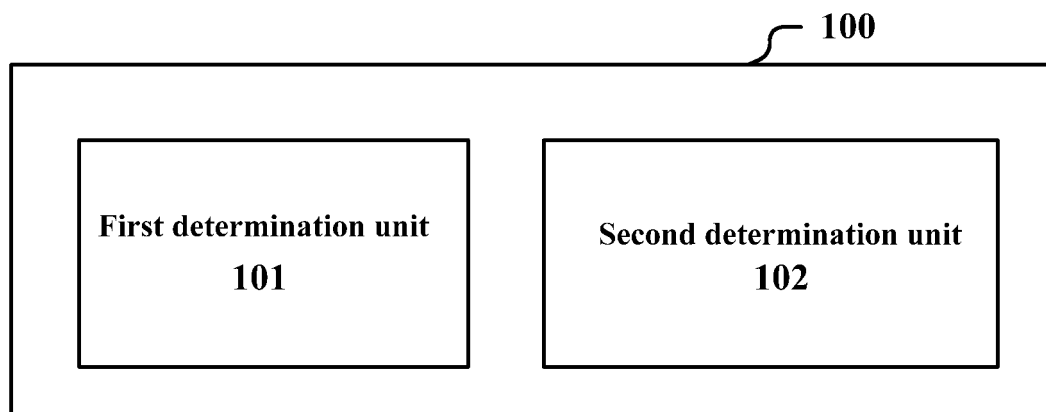 100
First determination unit
101
Second determination unit
102